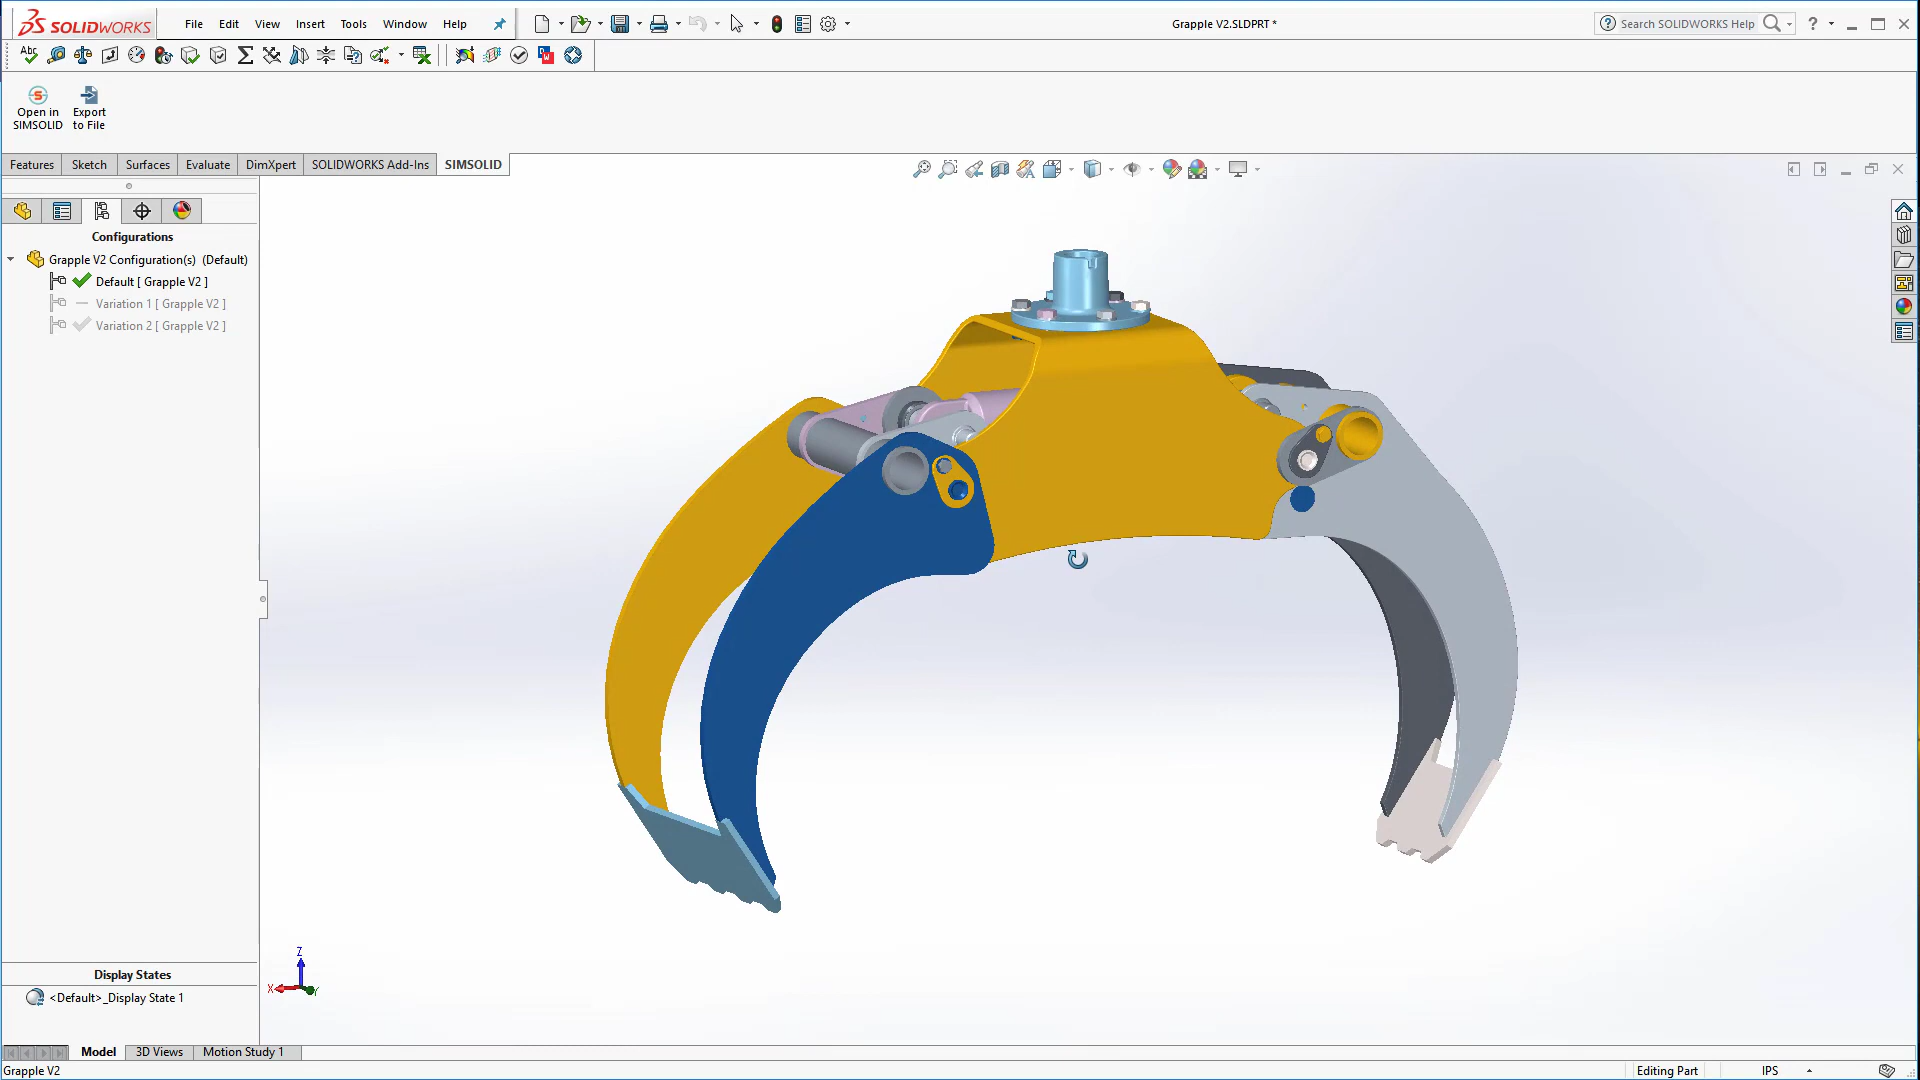 SOLIDWORKS
File Edit View Insert Tools Window Help
Grapple V2.SLDPRT *
Search SOLIDWORKS Help
?
Abc
Open in SIMSOLID
Export to File
Features Sketch Surfaces Evaluate DimXpert SOLIDWORKS Add-Ins SIMSOLID
Configurations
Grapple V2 Configuration(s) (Default)
Default [ Grapple V2 ]
Variation 1 [ Grapple V2 ]
Variation 2 [ Grapple V2 ]
Z
X
Y
Display States
<Default>_Display State 1
Model 3D Views Motion Study 1
Grapple V2
Editing Part
IPS